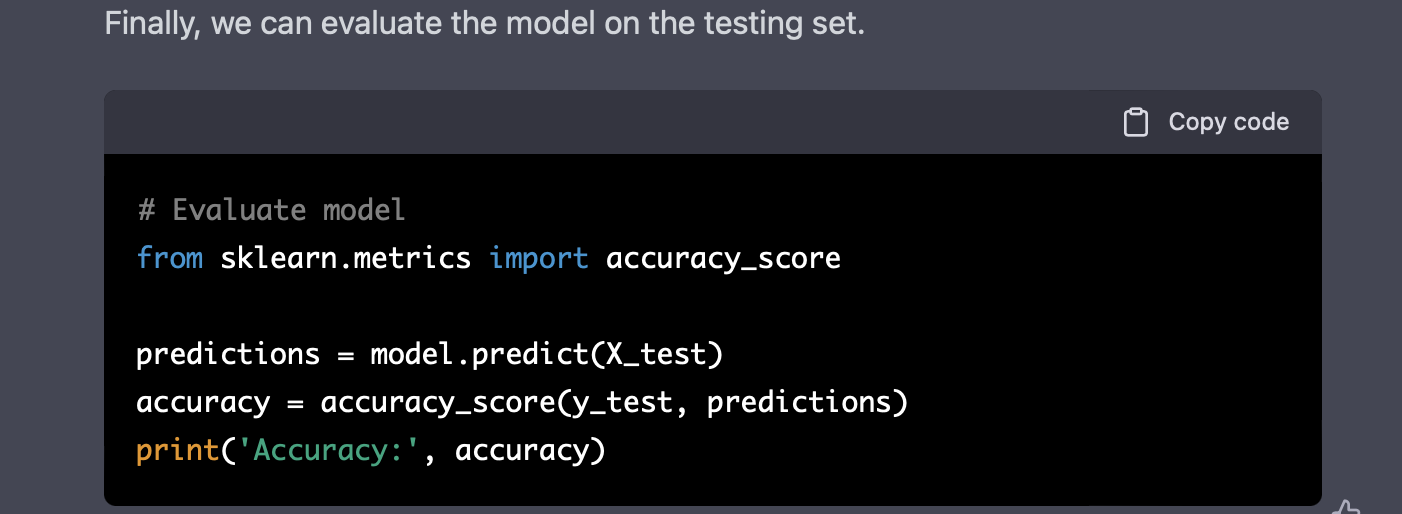 Finally, we can evaluate the model on the testing set.
Copy code
# Evaluate model
from sklearn.metrics import accuracy_score
predictions = model.predict(X_test)
accuracy = accuracy_score(y_test, predictions)
print('Accuracy:', accuracy)